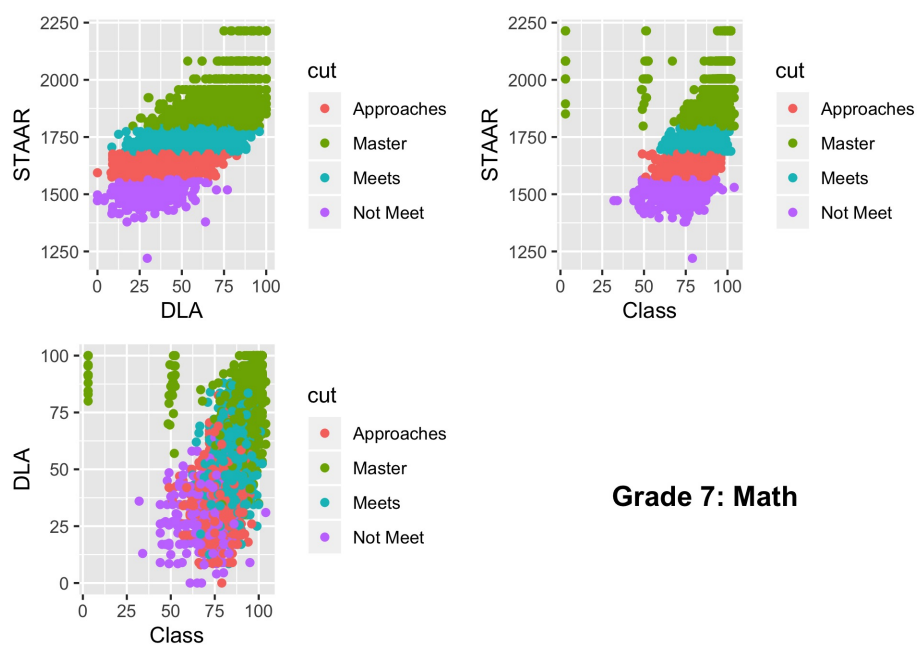 2250
2000
1750
1500
1250
STAAR
0 25 50 75 100
DLA
cut
Approaches
Master
Meets
Not Meet
2250
2000
1750
1500
1250
STAAR
0 25 50 75 100
Class
cut
Approaches
Master
Meets
Not Meet
100
75
50
25
0
DLA
0 25 50 75 100
Class
cut
Approaches
Master
Meets
Not Meet
Grade 7: Math